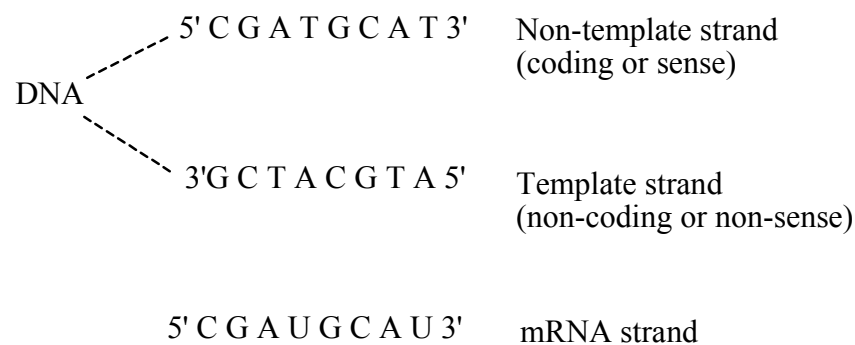 5' C G A T G C A T 3' Non-template strand
(coding or sense)
DNA
3'G C T A C G T A 5' Template strand
(non-coding or non-sense)
5' C G A U G C A U 3' mRNA strand